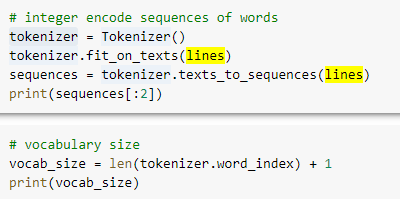 # integer encode sequences of words
tokenizer = Tokenizer()
tokenizer.fit_on_texts(lines)
sequences = tokenizer.texts_to_sequences(lines)
print(sequences[:2])
# vocabulary size
vocab_size = len(tokenizer.word_index) + 1
print(vocab_size)